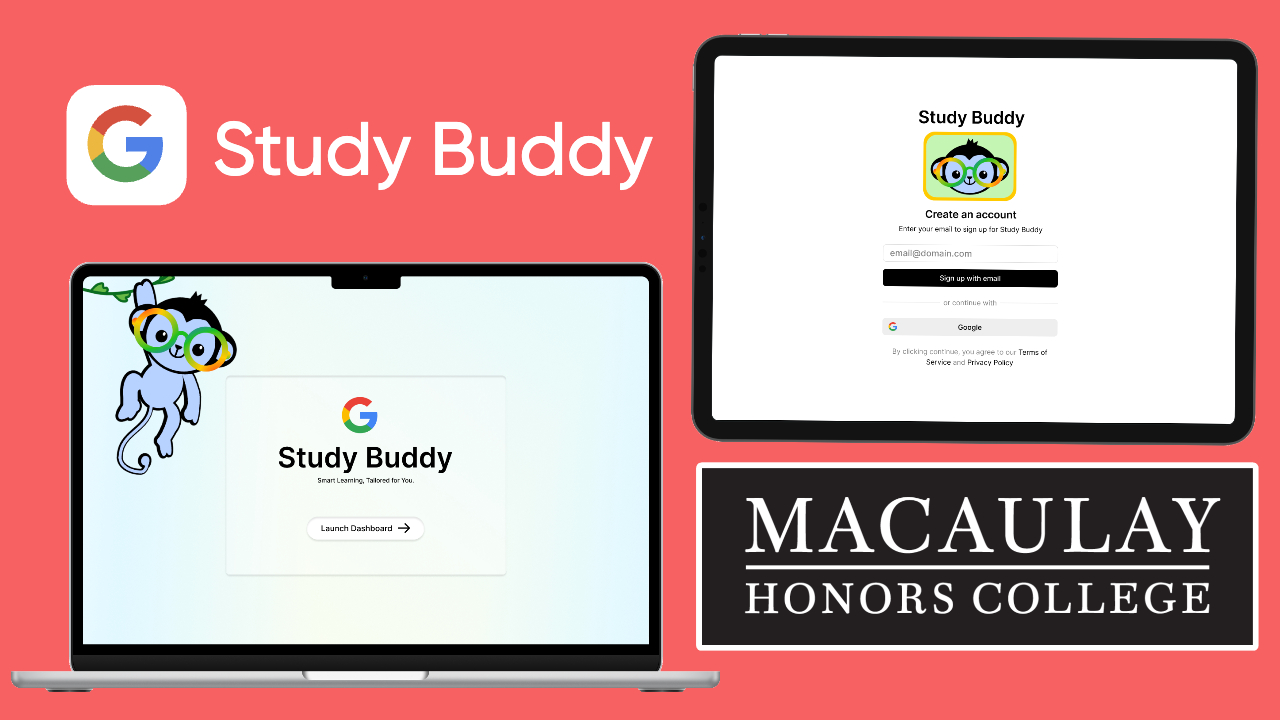 G Study Buddy
Study Buddy
Smart Learning, Tailored for You.
Launch Dashboard →
Study Buddy
Create an account
Enter your email to sign up for Study Buddy
email@domain.com
Sign up with email
or continue with
G Google
By clicking continue, you agree to our Terms of
Service and Privacy Policy
MACAULAY
HONORS COLLEGE